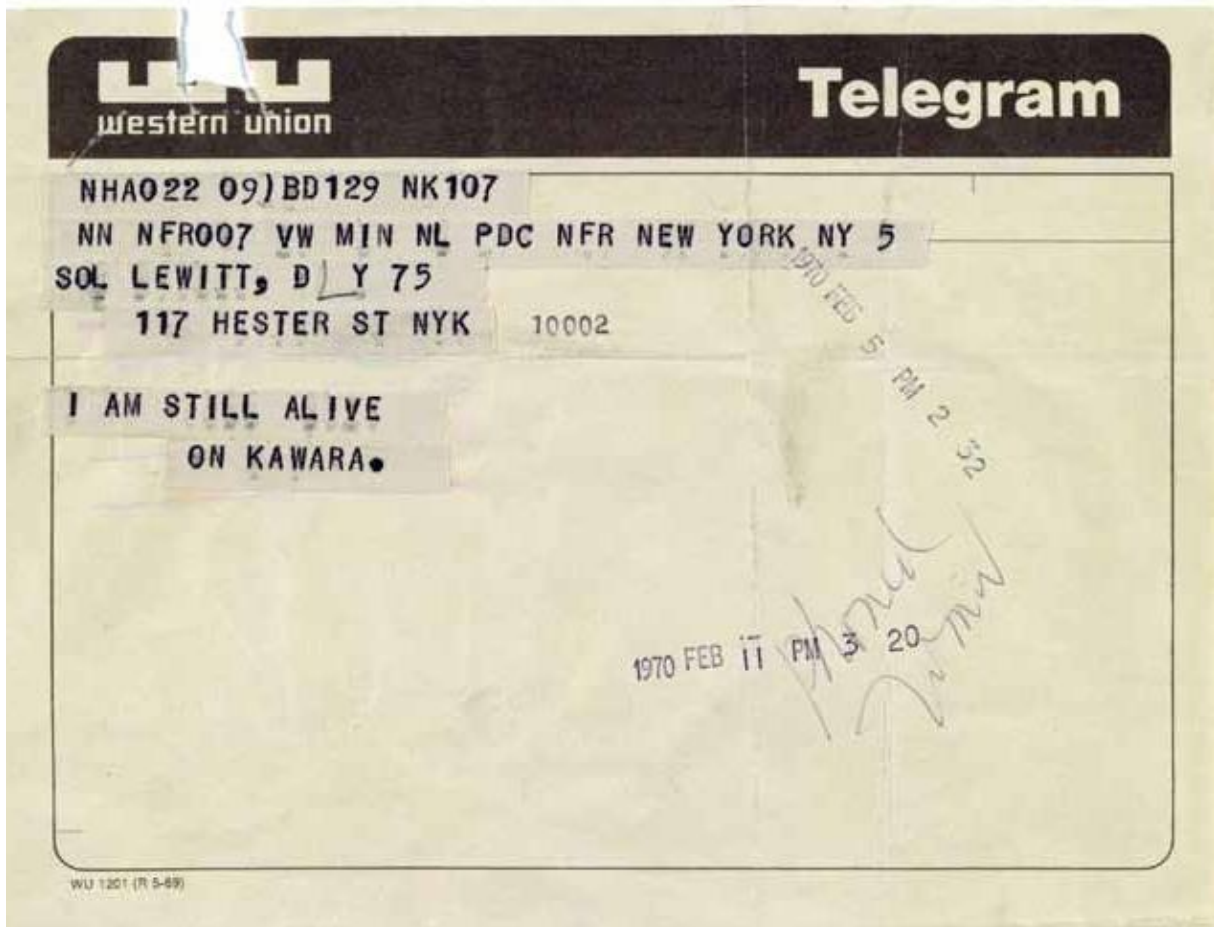 western union
Telegram
NHA022 09)BD129 NK107
NN NFR007 VW MIN NL PDC NFR NEW YORK NY 5
SOL LEWITT, D L Y 75
117 HESTER ST NYK 10002
1970 FEB 5 PM 2 32
I AM STILL ALIVE
ON KAWARA.
phoned
1970 FEB 11 PM 3 20
WU 1201 (R 5-69)